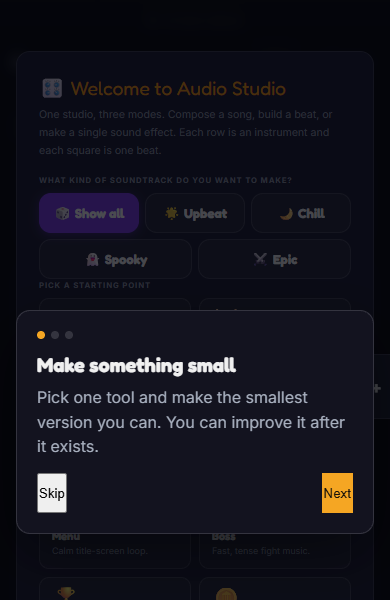 Welcome to Audio Studio
One studio, three modes. Compose a song, build a beat, or
make a single sound effect. Each row is an instrument and
each square is one beat.
WHAT KIND OF SOUNDTRACK DO YOU WANT TO MAKE?
Show all
Upbeat
Chill
Spooky
Epic
PICK A STARTING POINT
Make something small
Pick one tool and make the smallest
version you can. You can improve it after
it exists.
Skip
Next
Menu
Boss
Calm title-screen loop.
Fast, tense fight music.